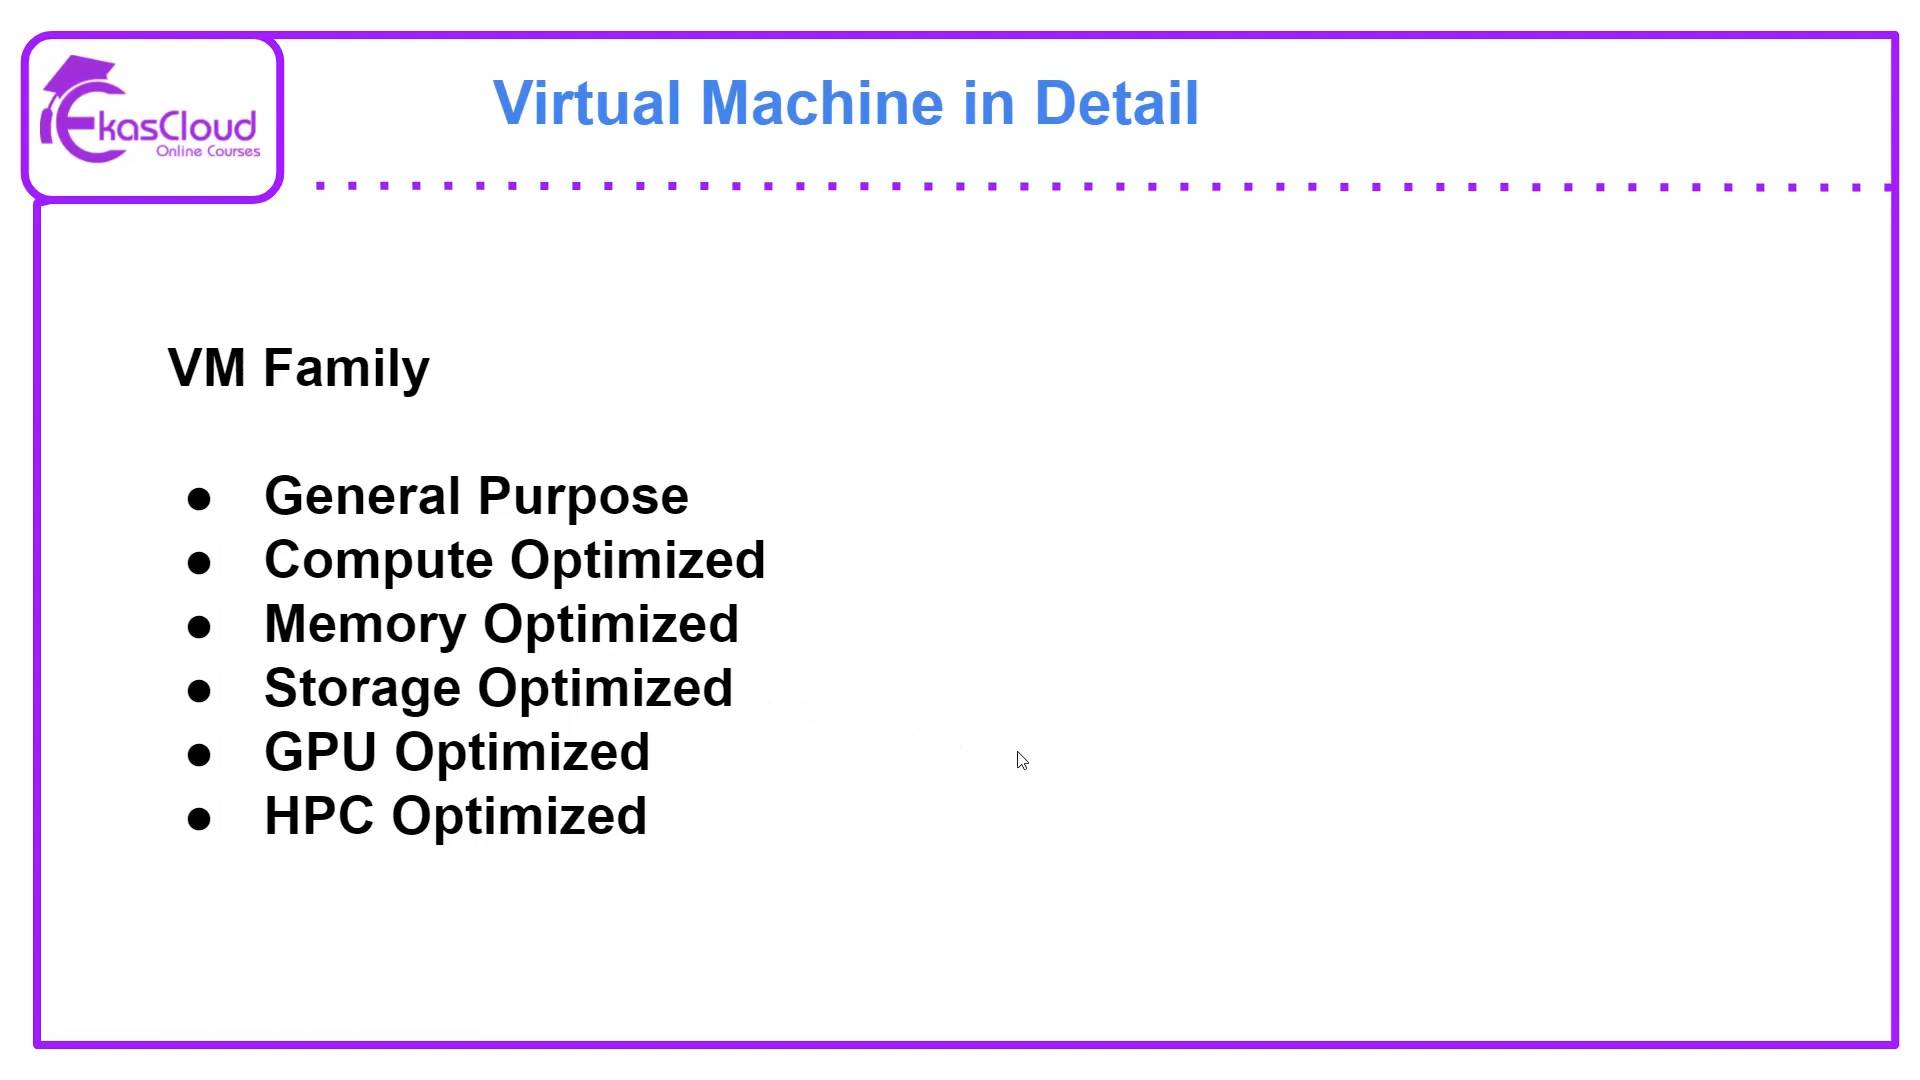 EkasCloud
Online Courses
Virtual Machine in Detail
VM Family
● General Purpose
● Compute Optimized
● Memory Optimized
● Storage Optimized
● GPU Optimized
● HPC Optimized